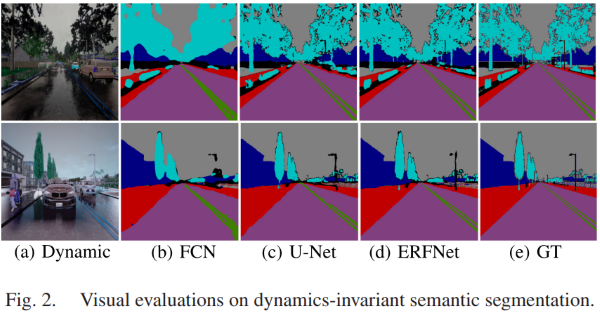 (a) Dynamic (b) FCN (c) U-Net (d) ERFNet (e) GT
Fig. 2. Visual evaluations on dynamics-invariant semantic segmentation.